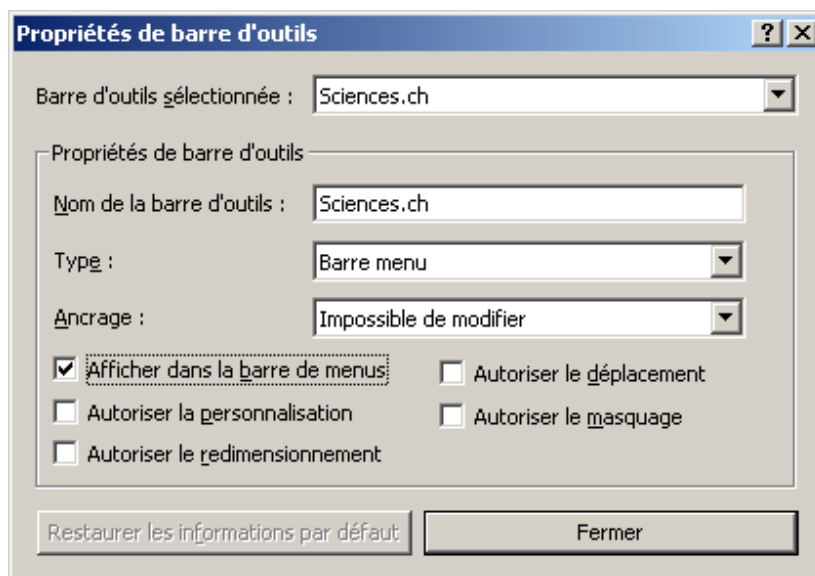 Propriétés de barre d'outils
Barre d'outils sélectionnée : Sciences.ch
Propriétés de barre d'outils
Nom de la barre d'outils : Sciences.ch
Type : Barre menu
Ancrage : Impossible de modifier
Afficher dans la barre de menus Autoriser le déplacement
Autoriser la personnalisation Autoriser le masquage
Autoriser le redimensionnement
Restaurer les informations par défaut Fermer